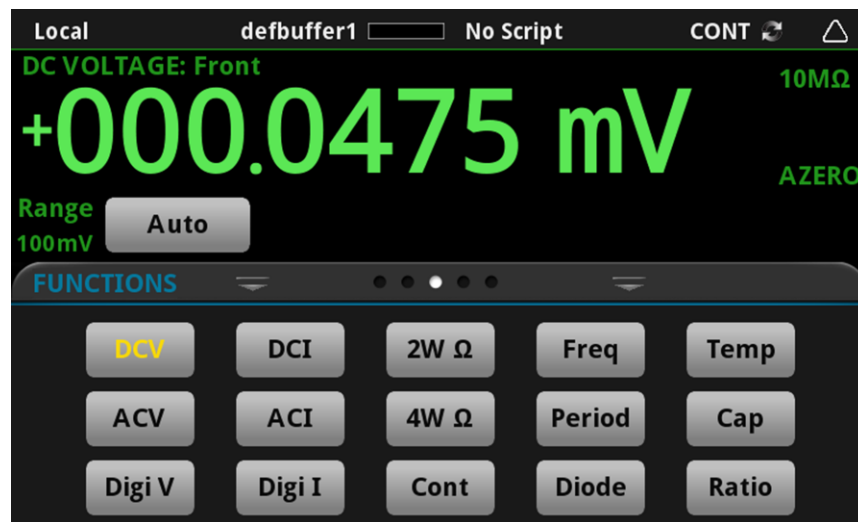 Local defbuffer1 No Script CONT
DC VOLTAGE: Front
10MΩ
+000.0475 mV
AZERO
Range
100mV
Auto
FUNCTIONS
DCV DCI 2W Ω Freq Temp
ACV ACI 4W Ω Period Cap
Digi V Digi I Cont Diode Ratio